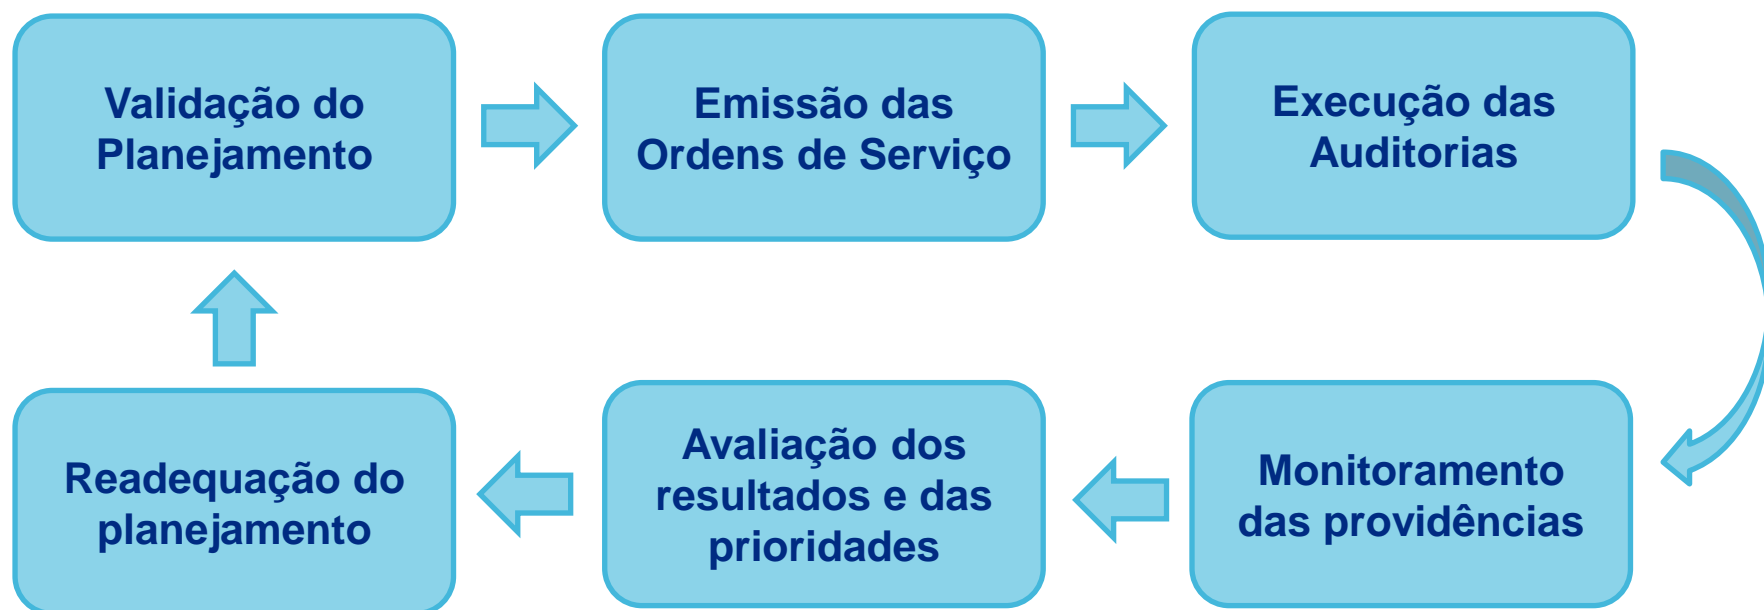 Validação do
Planejamento
Emissão das
Ordens de Serviço
Execução das
Auditorias
Readequação do
planejamento
Avaliação dos
resultados e das
prioridades
Monitoramento
das providências